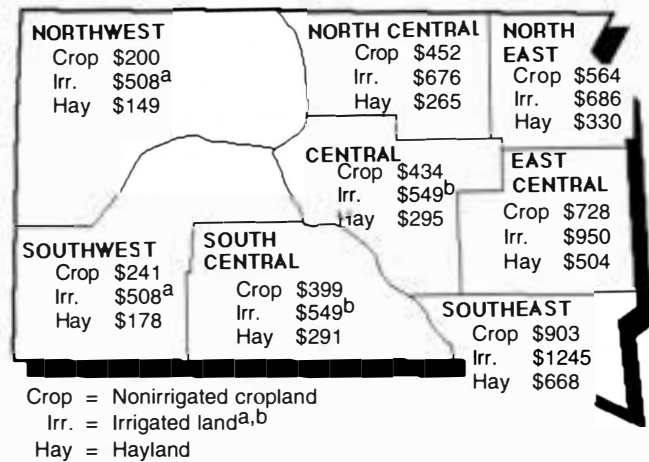 NORTHWEST
Crop $200
Irr. $508a
Hay $149
NORTH CENTRAL
Crop $452
Irr. $676
Hay $265
NORTH
EAST
Crop $564
Irr. $686
Hay $330
CENTRAL
Crop $434
Irr. $549b
Hay $295
EAST
CENTRAL
Crop $728
Irr. $950
Hay $504
SOUTHWEST
Crop $241
Irr. $508a
Hay $178
SOUTH
CENTRAL
Crop $399
Irr. $549b
Hay $291
SOUTHEAST
Crop $903
Irr. $1245
Hay $668
Crop = Nonirrigated cropland
Irr. = Irrigated landa,b
Hay = Hayland